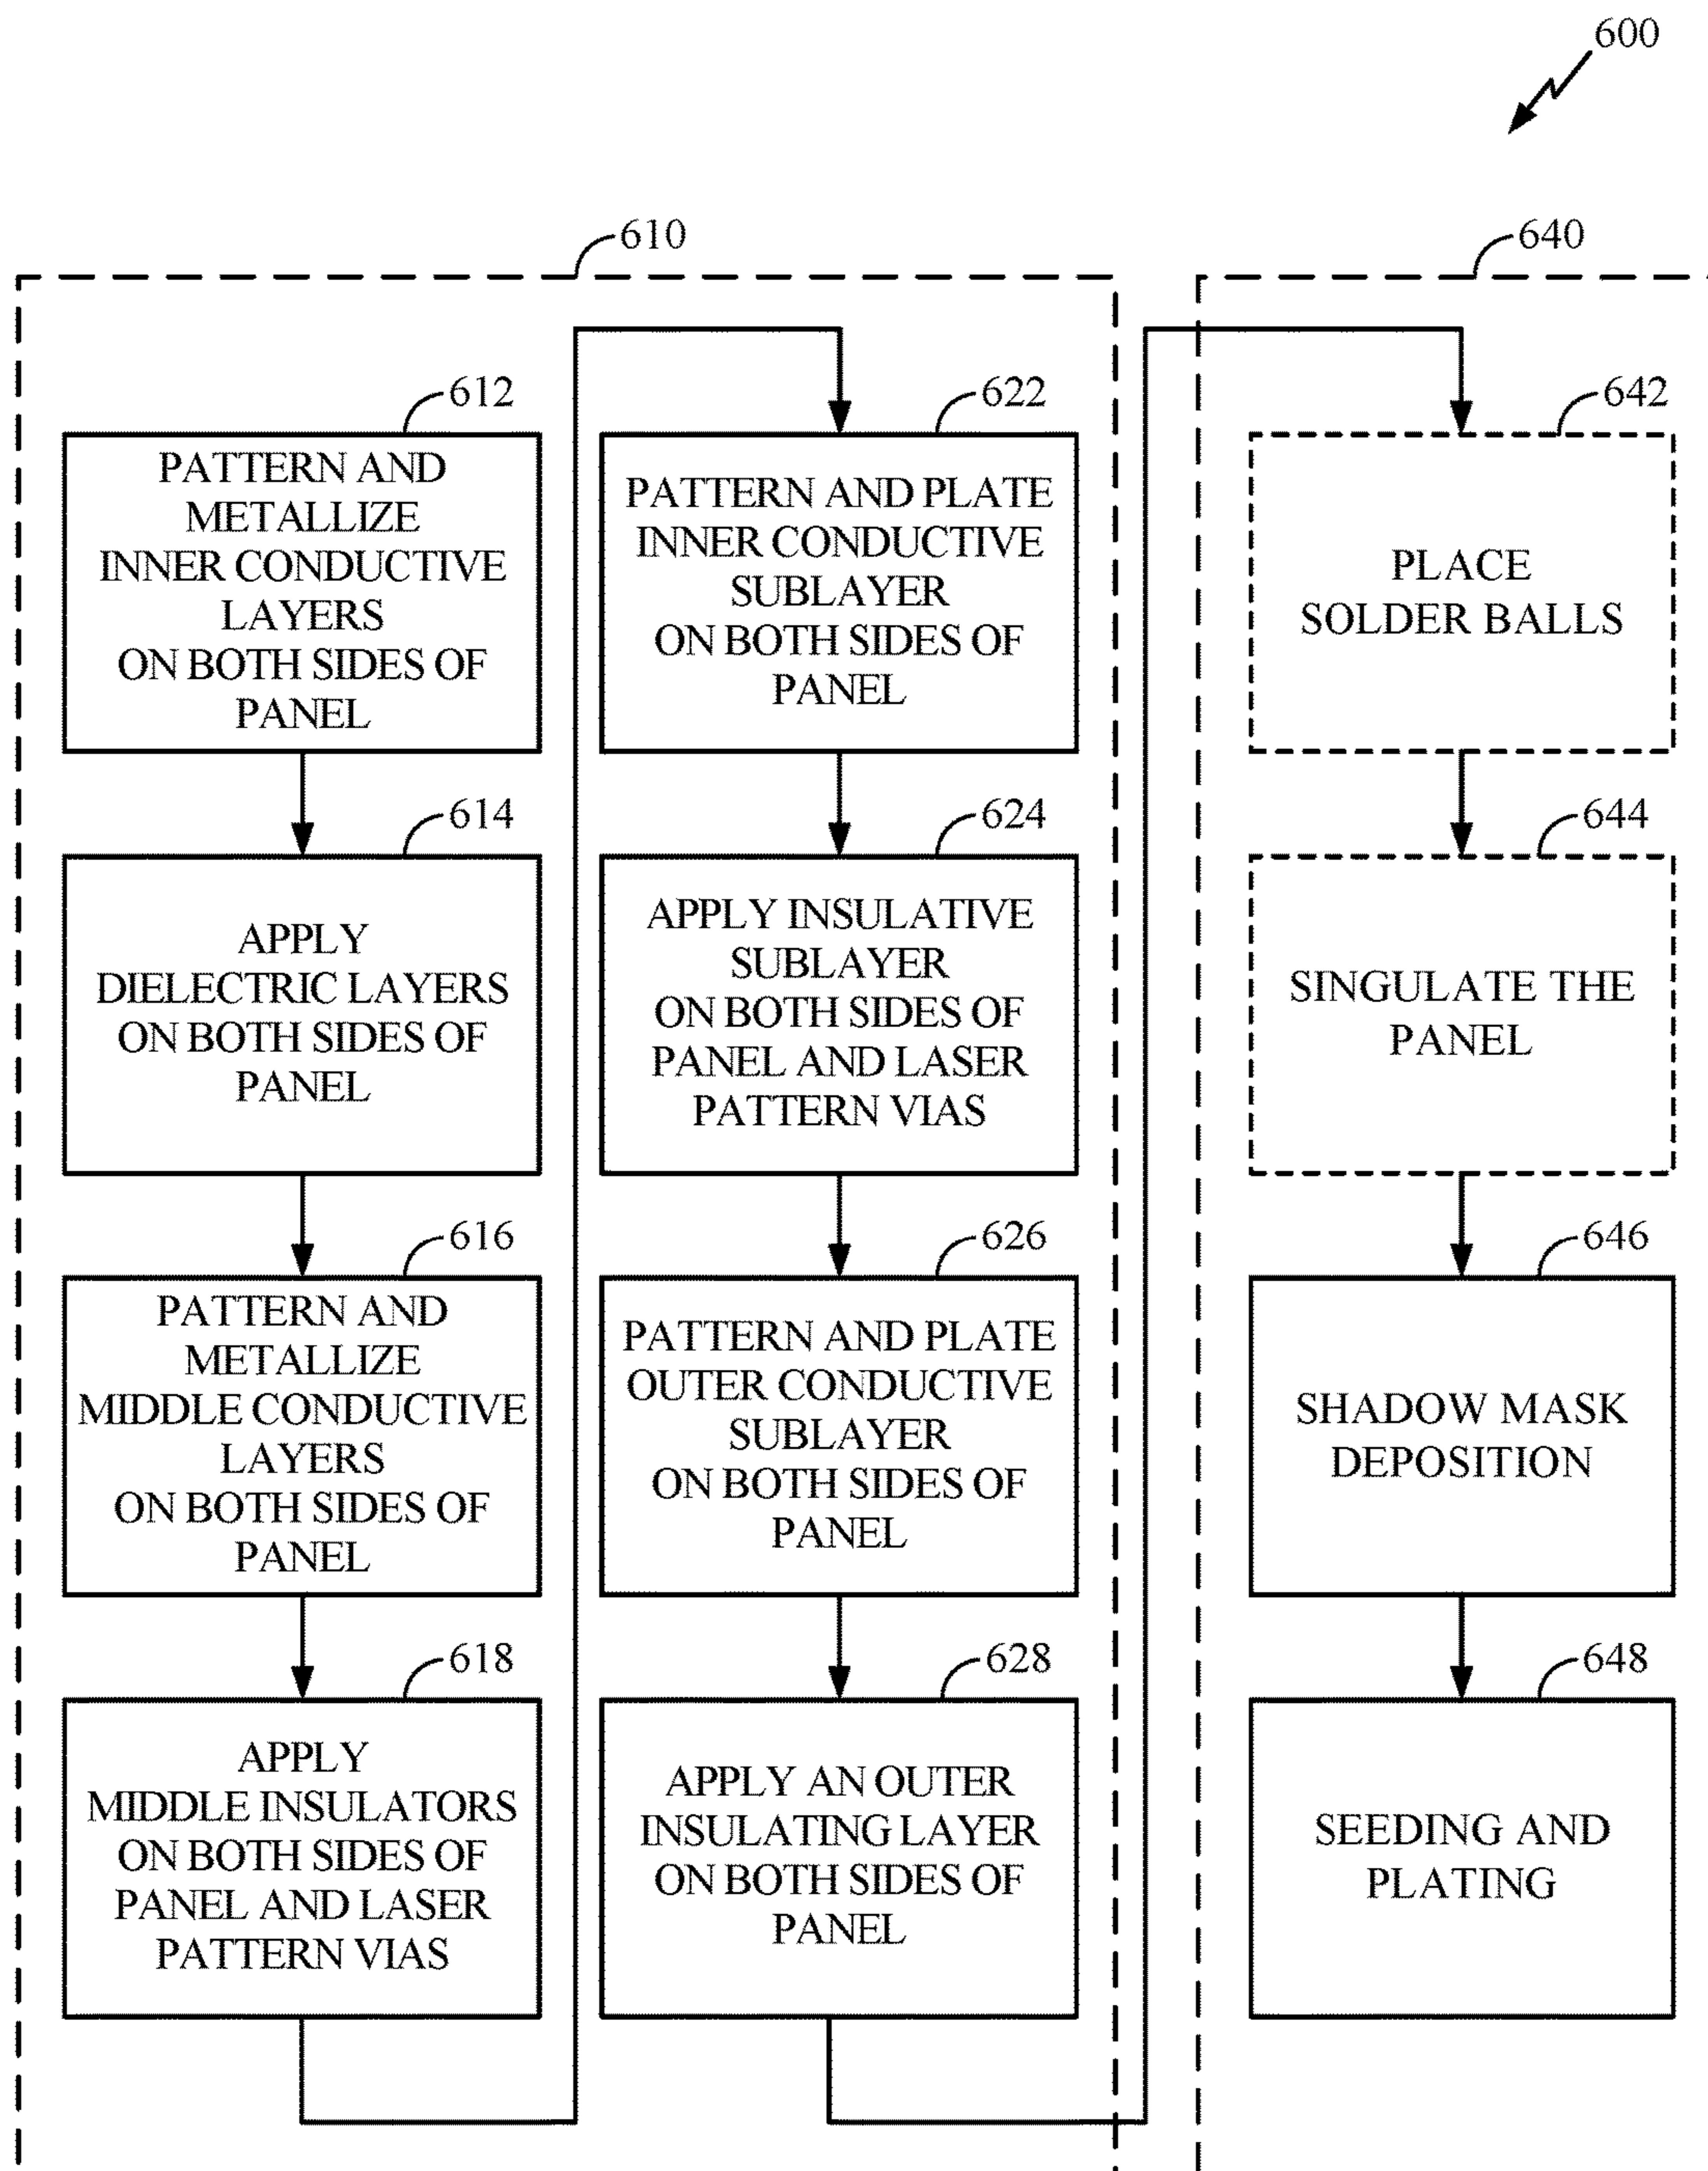 600
610
640
612
PATTERN AND
METALLIZE
INNER CONDUCTIVE
LAYERS
ON BOTH SIDES OF
PANEL
614
APPLY
DIELECTRIC LAYERS
ON BOTH SIDES OF
PANEL
616
PATTERN AND
METALLIZE
MIDDLE CONDUCTIVE
LAYERS
ON BOTH SIDES OF
PANEL
618
APPLY
MIDDLE INSULATORS
ON BOTH SIDES OF
PANEL AND LASER
PATTERN VIAS
622
PATTERN AND PLATE
INNER CONDUCTIVE
SUBLAYER
ON BOTH SIDES OF
PANEL
624
APPLY INSULATIVE
SUBLAYER
ON BOTH SIDES OF
PANEL AND LASER
PATTERN VIAS
626
PATTERN AND PLATE
OUTER CONDUCTIVE
SUBLAYER
ON BOTH SIDES OF
PANEL
628
APPLY AN OUTER
INSULATING LAYER
ON BOTH SIDES OF
PANEL
642
PLACE
SOLDER BALLS
644
SINGULATE THE
PANEL
646
SHADOW MASK
DEPOSITION
648
SEEDING AND
PLATING